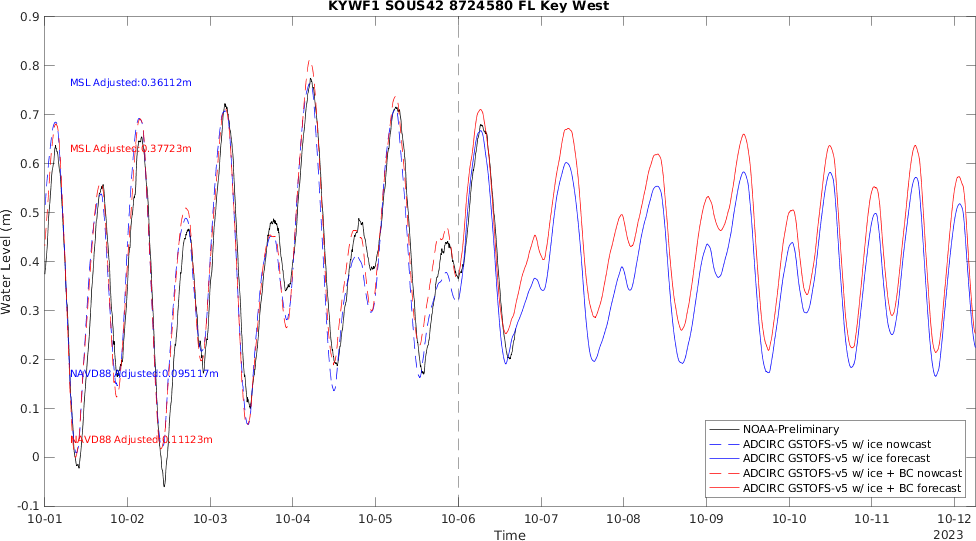 KYWF1 SOUS42 8724580 FL Key West
0.9
0.8
0.7
0.6
0.5
0.4
0.3
0.2
0.1
0
-0.1
Water Level (m)
MSL Adjusted:0.36112m
MSL Adjusted:0.37723m
NAVD88 Adjusted:0.095117m
NAVD88 Adjusted:0.11123m
NOAA-Preliminary
ADCIRC GSTOFS-v5 w/ ice nowcast
ADCIRC GSTOFS-v5 w/ ice forecast
ADCIRC GSTOFS-v5 w/ ice + BC nowcast
ADCIRC GSTOFS-v5 w/ ice + BC forecast
10-01 10-02 10-03 10-04 10-05 10-06 10-07 10-08 10-09 10-10 10-11 10-12
Time
2023